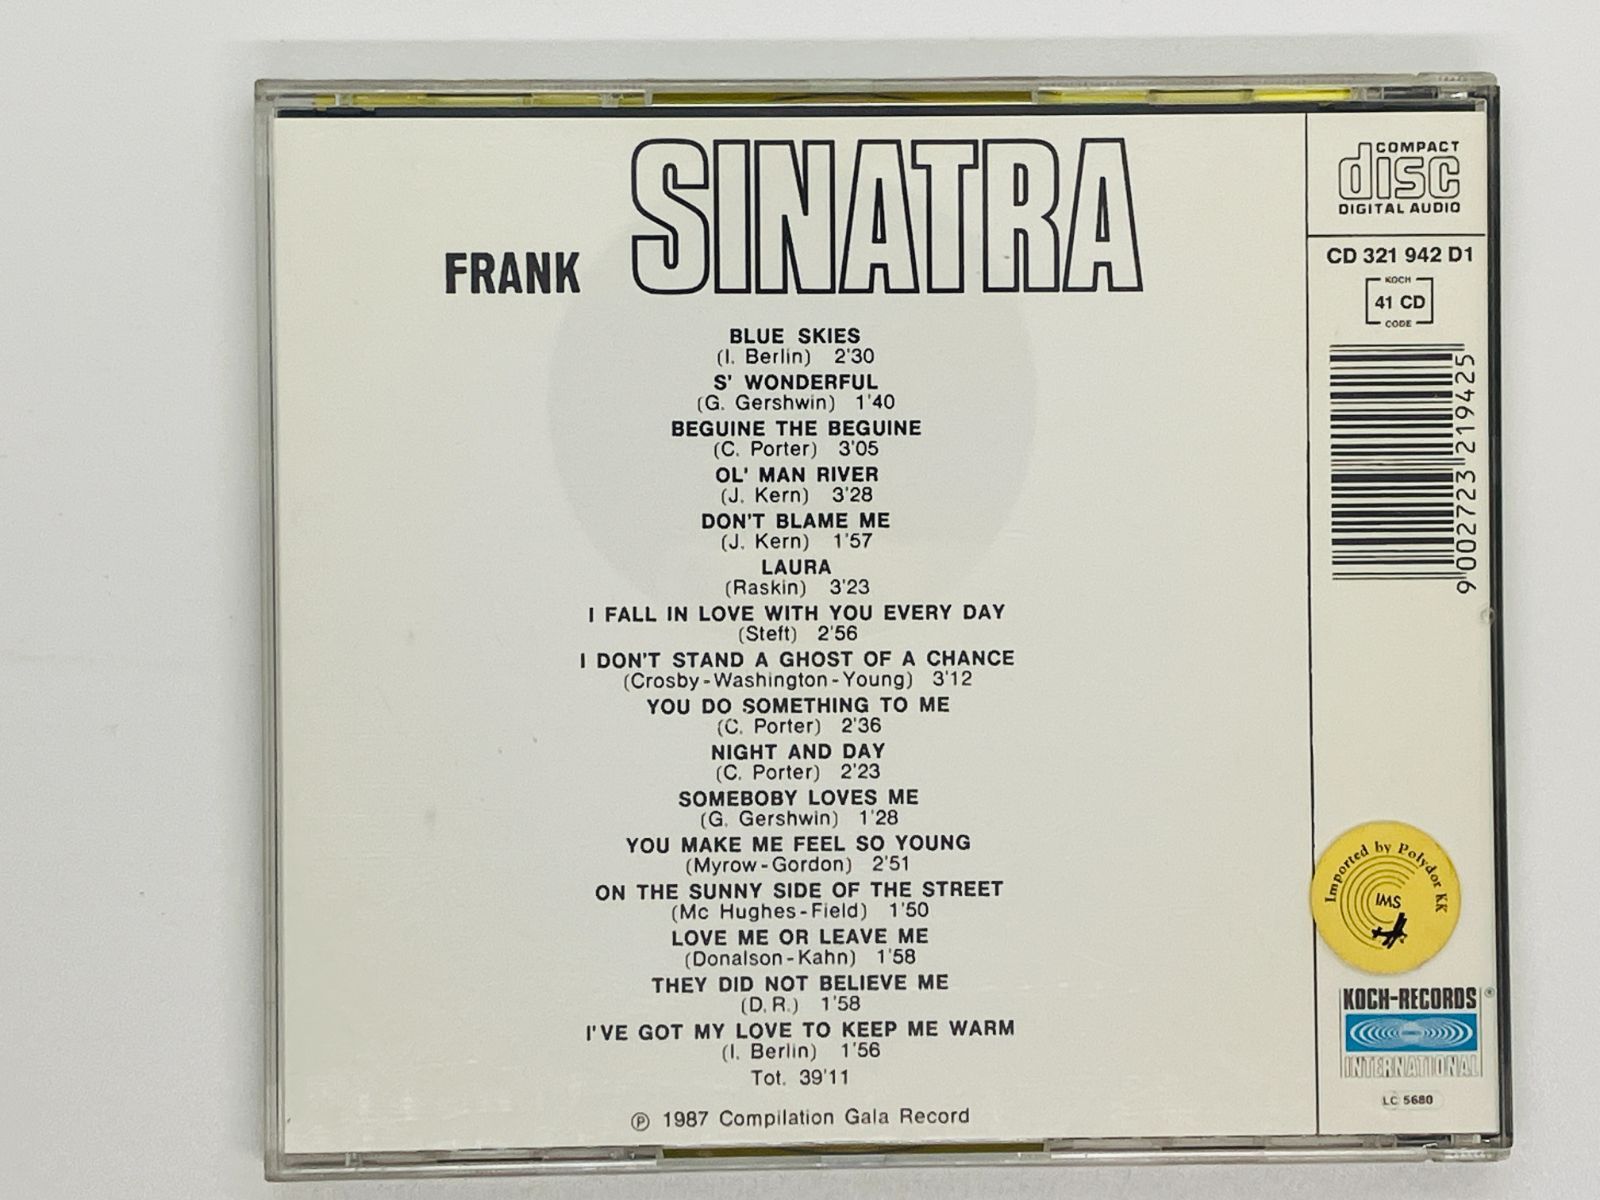 FRANK SINATRA
BLUE SKIES
(I. Berlin) 2'30
S' WONDERFUL
(G. Gershwin) 1'40
BEGUINE THE BEGUINE
(C. Porter) 3'05
OL' MAN RIVER
(J. Kern) 3'28
DON'T BLAME ME
(J. Kern) 1'57
LAURA
(Raskin) 3'23
I FALL IN LOVE WITH YOU EVERY DAY
(Steft) 2'56
I DON'T STAND A GHOST OF A CHANCE
(Crosby-Washington-Young) 3'12
YOU DO SOMETHING TO ME
(C. Porter) 2'36
NIGHT AND DAY
(C. Porter) 2'23
SOMEBOBY LOVES ME
(G. Gershwin) 1'28
YOU MAKE ME FEEL SO YOUNG
(Myrow-Gordon) 2'51
ON THE SUNNY SIDE OF THE STREET
(Mc Hughes-Field) 1'50
LOVE ME OR LEAVE ME
(Donalson-Kahn) 1'58
THEY DID NOT BELIEVE ME
(D.R.) 1'58
I'VE GOT MY LOVE TO KEEP ME WARM
(I. Berlin) 1'56
Tot. 39'11
℗ 1987 Compilation Gala Record
COMPACT
disc
DIGITAL AUDIO
CD 321 942 D1
KOCH
41 CD
CODE
9 002723 219425
Imported by Polydor KK
IMS
KOCH-RECORDS ®
INTERNATIONAL
LC 5680